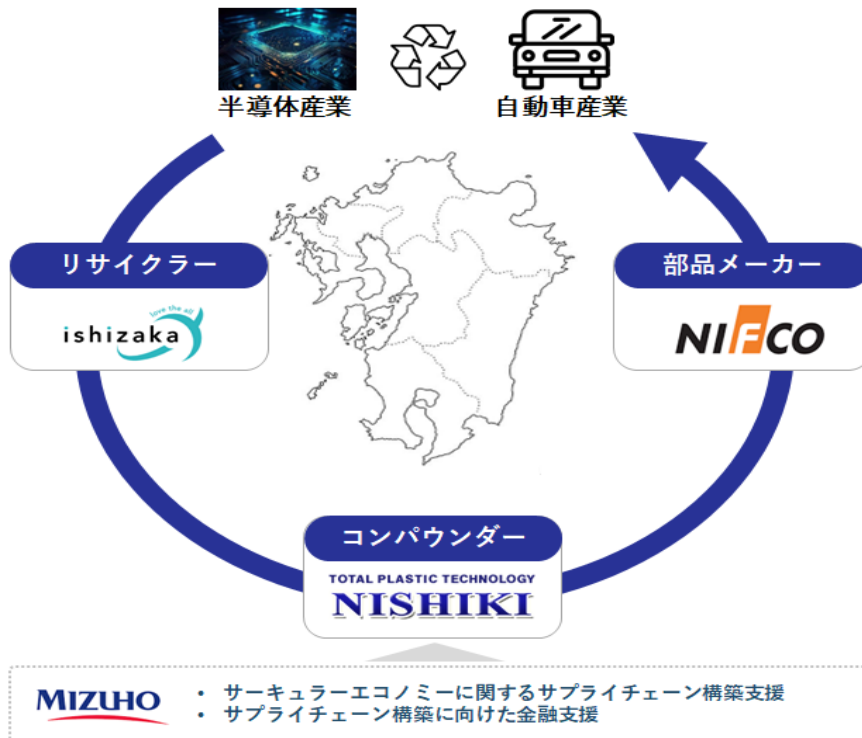 半導体産業
自動車産業
リサイクラー
love the all
ishizaka
部品メーカー
NIFCO
コンパウンダー
TOTAL PLASTIC TECHNOLOGY
NISHIKI
MIZUHO
• サーキュラーエコノミーに関するサプライチェーン構築支援
• サプライチェーン構築に向けた金融支援